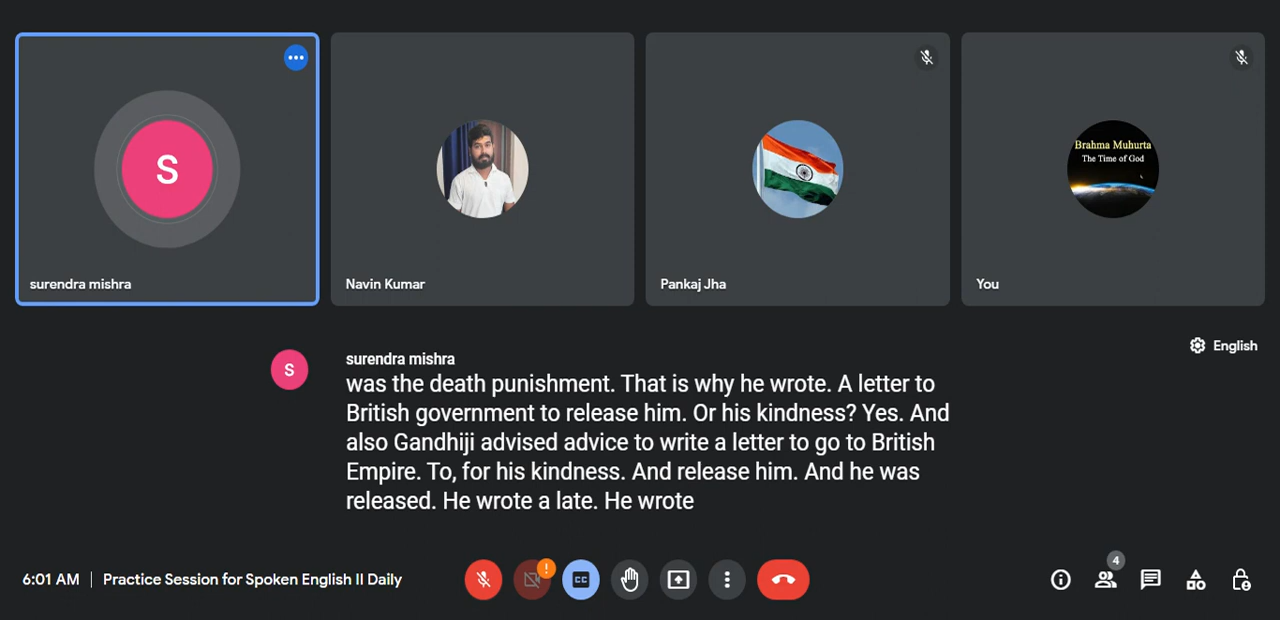 S
surendra mishra
Navin Kumar
Pankaj Jha
Brahma Muhurta
The Time of God
You
English
S
surendra mishra
was the death punishment. That is why he wrote. A letter to
British government to release him. Or his kindness? Yes. And
also Gandhiji advised advice to write a letter to go to British
Empire. To, for his kindness. And release him. And he was
released. He wrote a late. He wrote
6:01 AM | Practice Session for Spoken English II Daily
!
CC
4